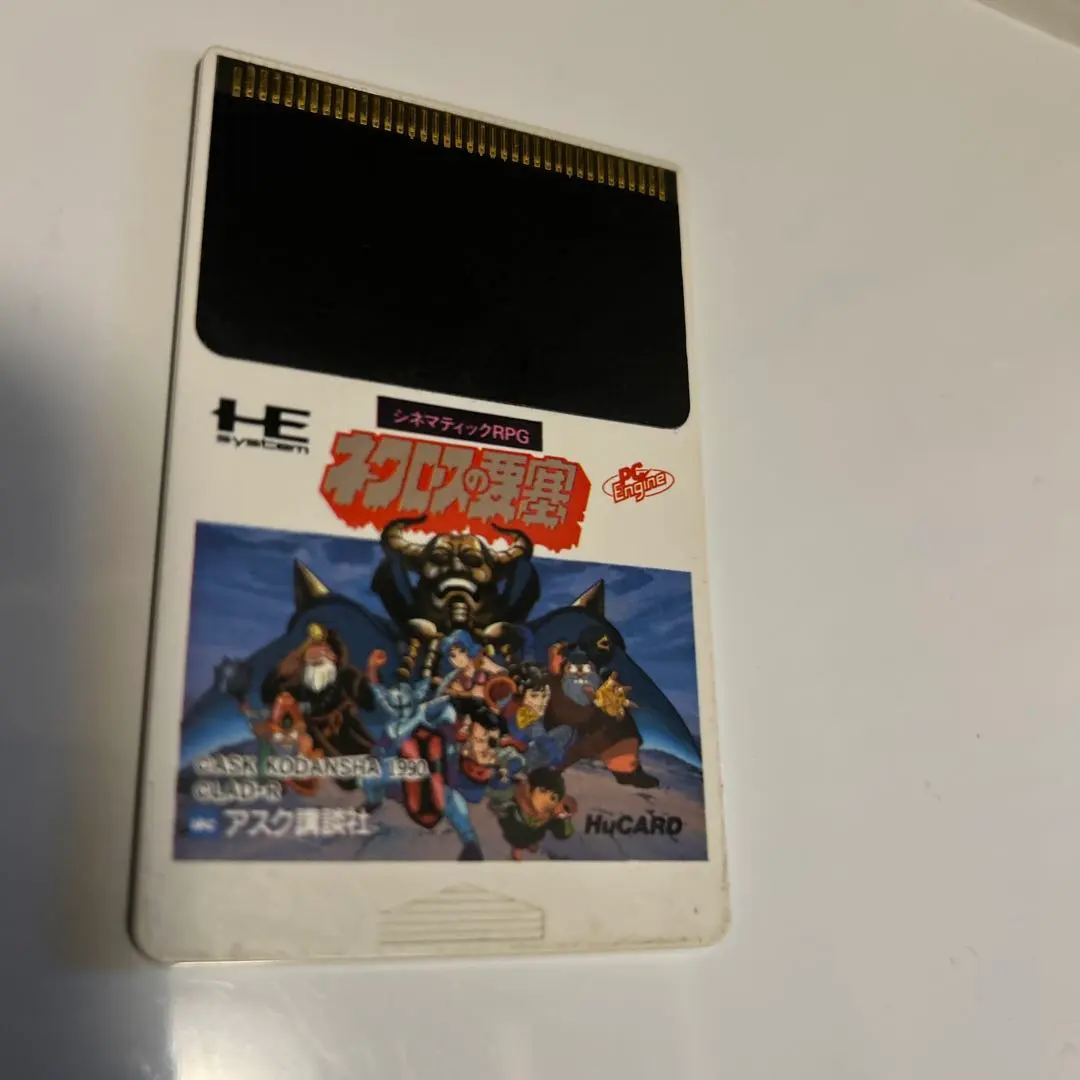 HE
system
シネマティックRPG
ネクロスの要塞
PC
Engine
©ASK KODANSHA 1990
©LAD・R
アスク講談社
HuCARD